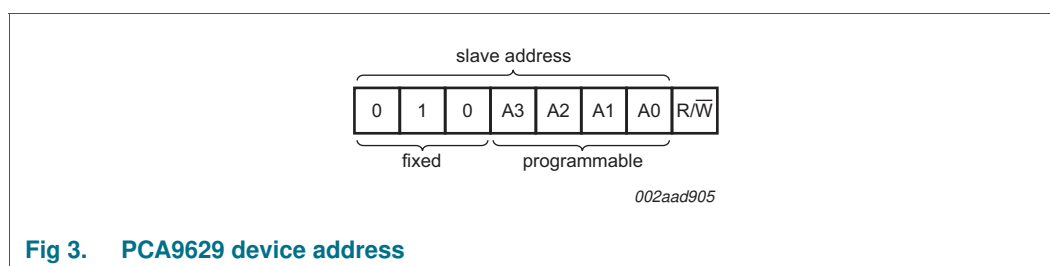 slave address
0 1 0 A3 A2 A1 A0 R/W̅
fixed programmable
002aad905
Fig 3. PCA9629 device address